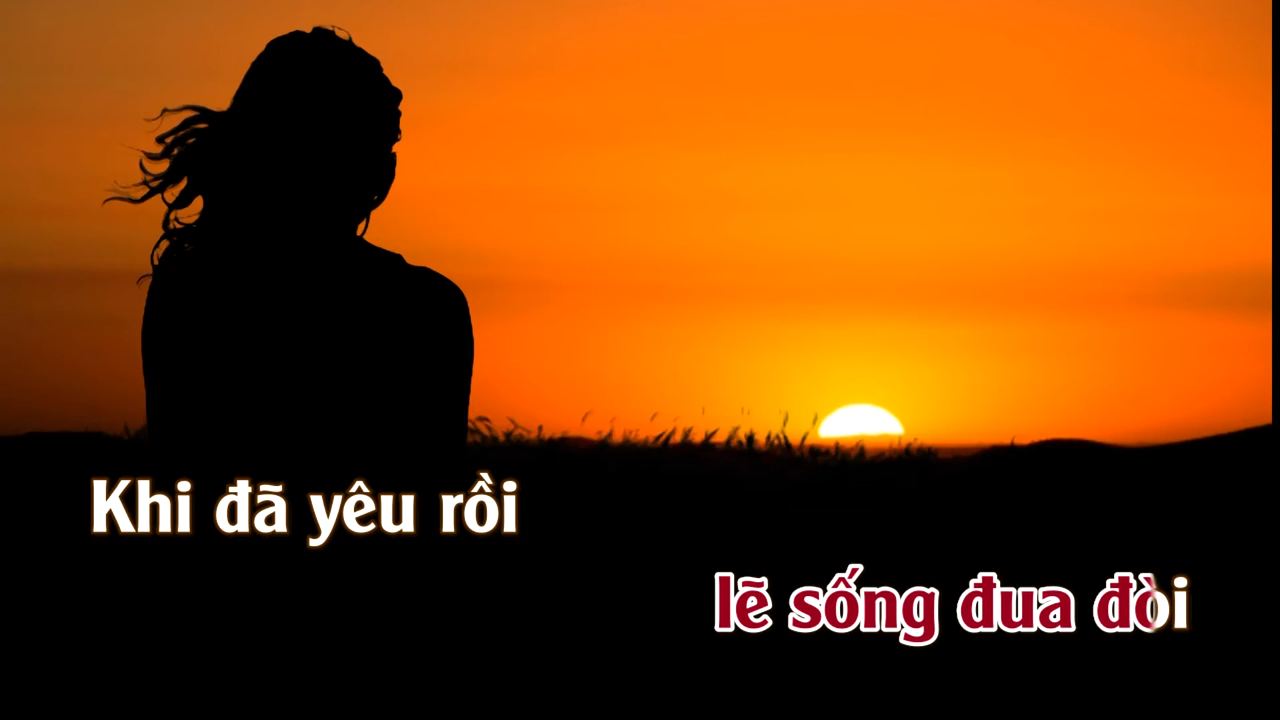 Khi đã yêu rồi
lẽ sống đua đòi